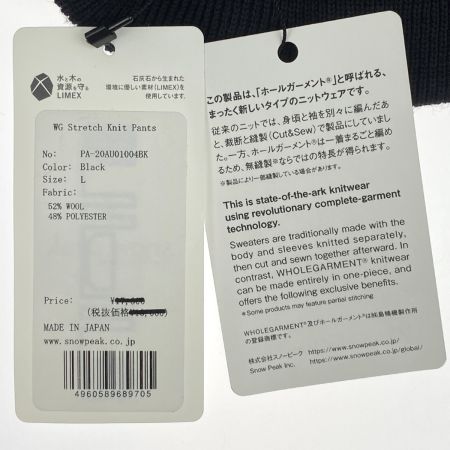 水と木の
資源を守る
LIMEX
石灰石から生まれた
環境に優しい素材(LIMEX)を
使用しています。
WG Stretch Knit Pants
No: PA-20AU01004BK
Color: Black
Size: L
Fabric:
52% WOOL
48% POLYESTER
Price:
(税抜価格
MADE IN JAPAN
www.snowpeak.co.jp
4960589689705
この製品は、「ホールガーメント®」と呼ばれる、
まったく新しいタイプのニットウェアです。
従来のニットでは、身頃と袖を別々に編んだあ
と、裁断と縫製(Cut&Sew)で製品にしていまし
た。一方、ホールガーメント®は一着まるごと編め
るため、無縫製※ならではの特長が得られます。
※製品により一部縫製している場合があります。
This is state-of-the-ark knitwear
using revolutionary complete-garment
technology.
Sweaters are traditionally made with the
body and sleeves knitted separately,
then cut and sewn together afterward. In
contrast, WHOLEGARMENT® knitwear
can be made entirely in one-piece, and
offers the following exclusive benefits.
*Some products may feature partial stitching
WHOLEGARMENT®及びホールガーメント®は㈱島精機製作所
の登録商標です。
株式会社スノーピーク https://www.snowpeak.co.jp/
Snow Peak Inc. https://www.snowpeak.co.jp/global/